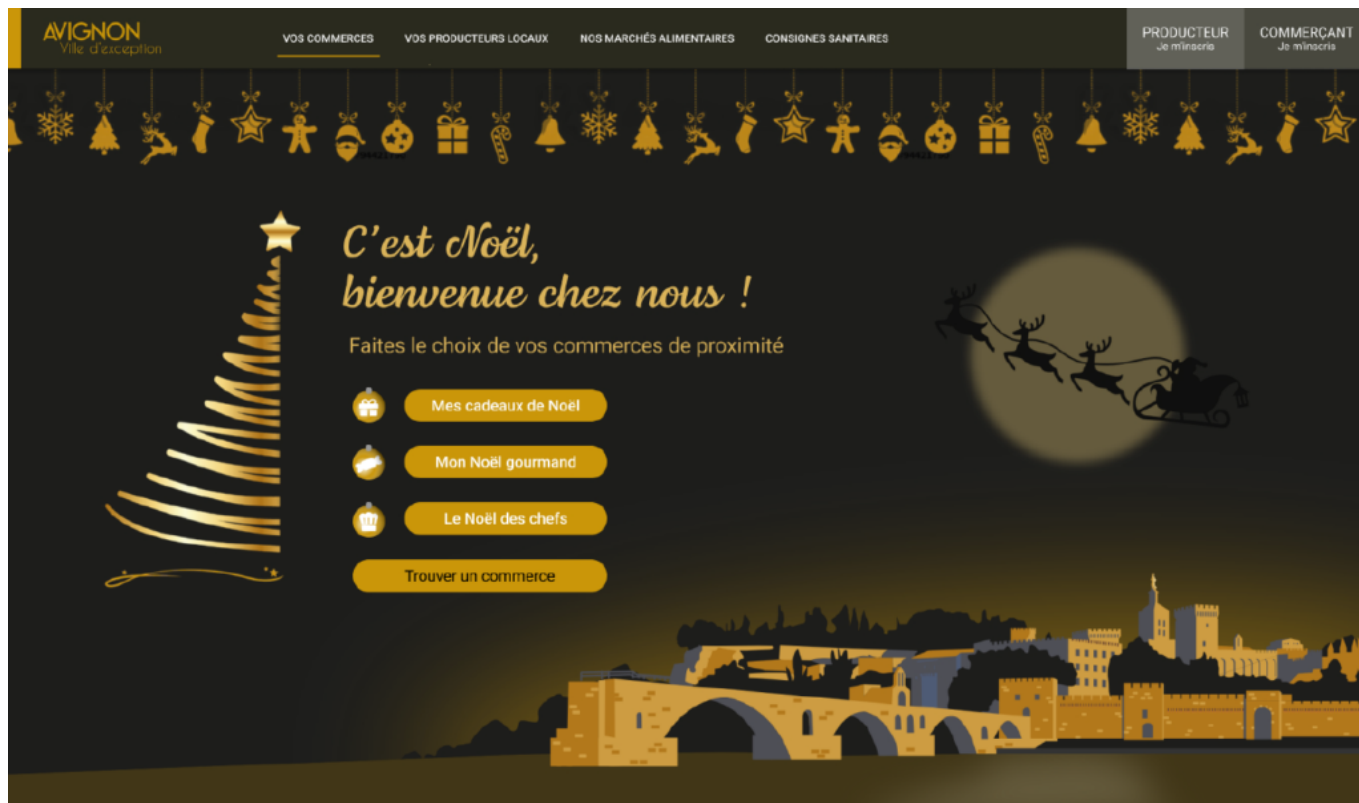 AVIGNON
Ville d'exception
VOS COMMERCES
VOS PRODUCTEURS LOCAUX
NOS MARCHÉS ALIMENTAIRES
CONSIGNES SANITAIRES
PRODUCTEUR
Je m'inscris
COMMERÇANT
Je m'inscris
C'est Noël,
bienvenue chez nous !
Faites le choix de vos commerces de proximité
Mes cadeaux de Noël
Mon Noël gourmand
Le Noël des chefs
Trouver un commerce